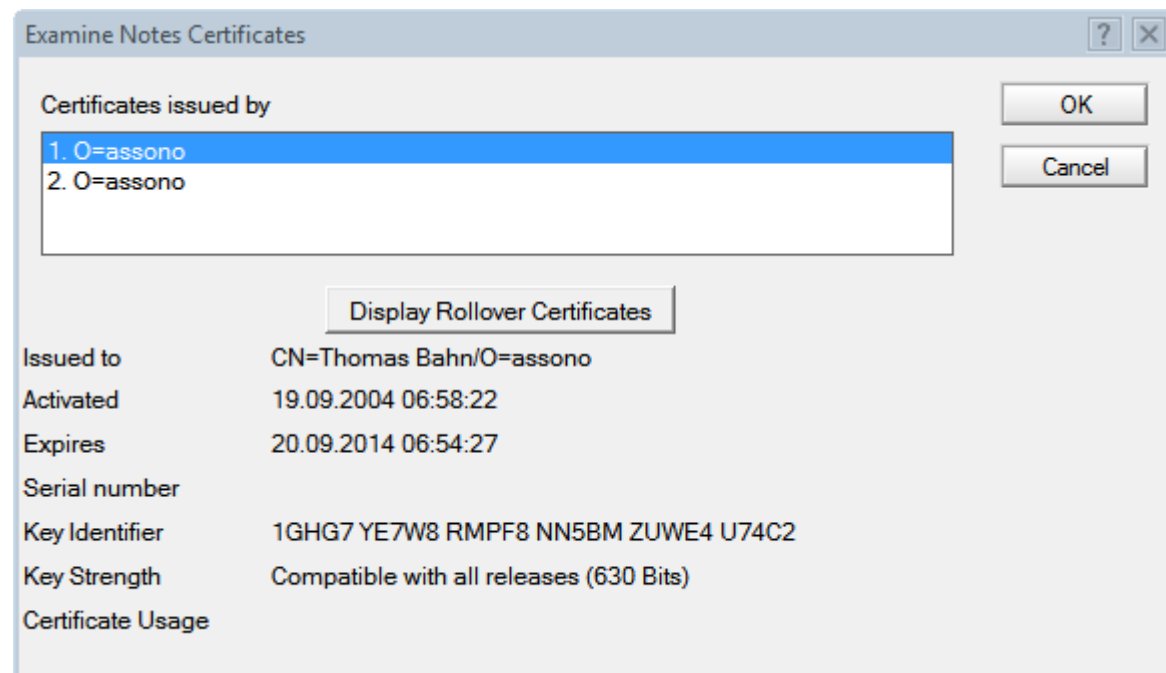 Examine Notes Certificates ?
Certificates issued by
OK
1. O=assono
2. O=assono
Cancel
Display Rollover Certificates
Issued to CN=Thomas Bahn/O=assono
Activated 19.09.2004 06:58:22
Expires 20.09.2014 06:54:27
Serial number
Key Identifier 1GHG7 YE7W8 RMPF8 NN5BM ZUWE4 U74C2
Key Strength Compatible with all releases (630 Bits)
Certificate Usage